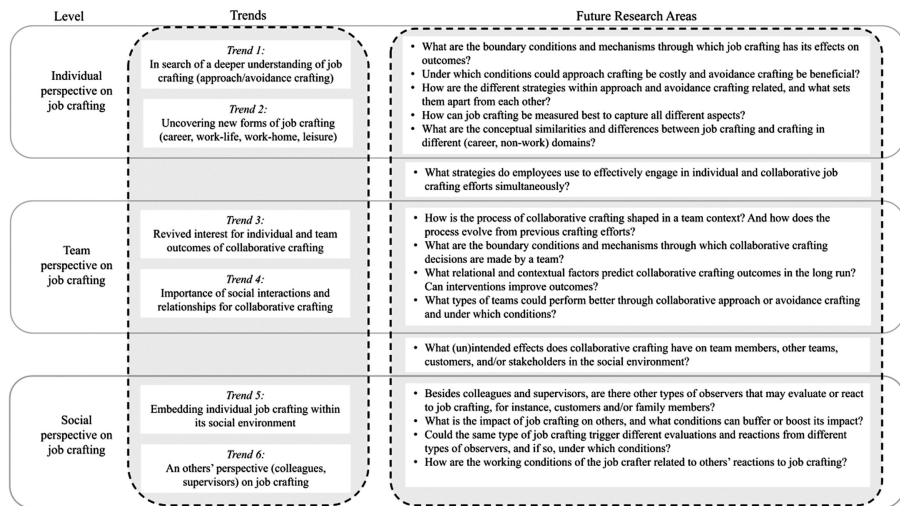 Level
Trends
Future Research Areas
Individual
perspective on
job crafting
Trend 1:
In search of a deeper understanding of job
crafting (approach/avoidance crafting)
Trend 2:
Uncovering new forms of job crafting
(career, work-life, work-home, leisure)
• What are the boundary conditions and mechanisms through which job crafting has its effects on
outcomes?
• Under which conditions could approach crafting be costly and avoidance crafting be beneficial?
• How are the different strategies within approach and avoidance crafting related, and what sets
them apart from each other?
• How can job crafting be measured best to capture all different aspects?
• What are the conceptual similarities and differences between job crafting and crafting in
different (career, non-work) domains?
• What strategies do employees use to effectively engage in individual and collaborative job
crafting efforts simultaneously?
Team
perspective on
job crafting
Trend 3:
Revived interest for individual and team
outcomes of collaborative crafting
Trend 4:
Importance of social interactions and
relationships for collaborative crafting
• How is the process of collaborative crafting shaped in a team context? And how does the
process evolve from previous crafting efforts?
• What are the boundary conditions and mechanisms through which collaborative crafting
decisions are made by a team?
• What relational and contextual factors predict collaborative crafting outcomes in the long run?
Can interventions improve outcomes?
• What types of teams could perform better through collaborative approach or avoidance crafting
and under which conditions?
• What (un)intended effects does collaborative crafting have on team members, other teams,
customers, and/or stakeholders in the social environment?
Social
perspective on
job crafting
Trend 5:
Embedding individual job crafting within
its social environment
Trend 6:
An others' perspective (colleagues,
supervisors) on job crafting
• Besides colleagues and supervisors, are there other types of observers that may evaluate or react
to job crafting, for instance, customers and/or family members?
• What is the impact of job crafting on others, and what conditions can buffer or boost its impact?
• Could the same type of job crafting trigger different evaluations and reactions from different
types of observers, and if so, under which conditions?
• How are the working conditions of the job crafter related to others' reactions to job crafting?